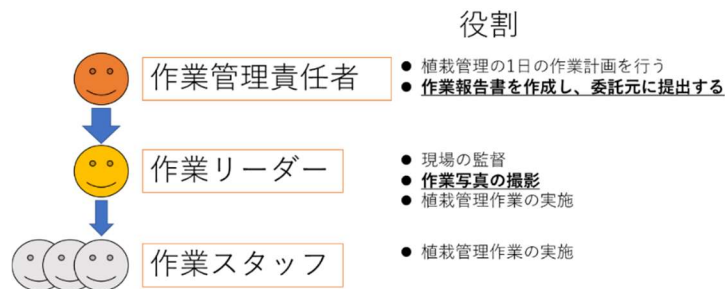 役割
作業管理責任者
● 植栽管理の1日の作業計画を行う
● 作業報告書を作成し、委託元に提出する
作業リーダー
● 現場の監督
● 作業写真の撮影
● 植栽管理作業の実施
作業スタッフ
● 植栽管理作業の実施